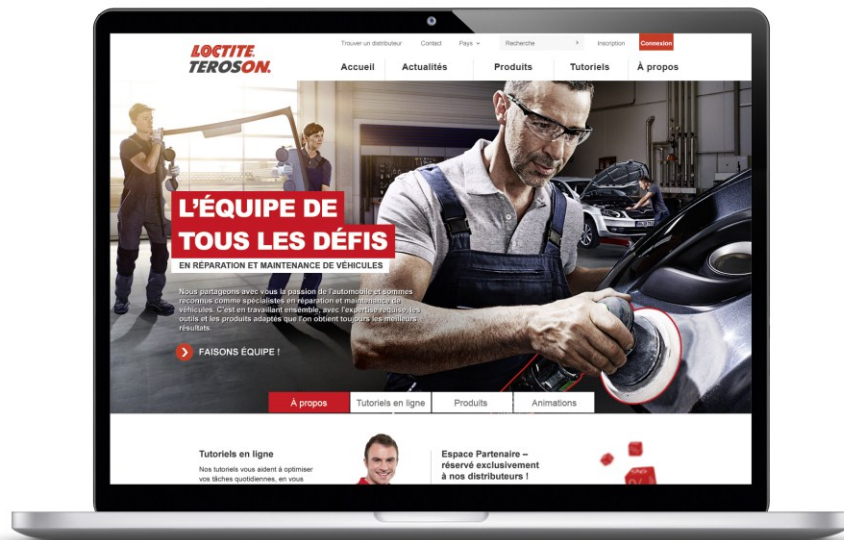 LOCTITE.
TEROSON.
Trouver un distributeur Contact Pays Recherche Inscription Connexion
Accueil Actualités Produits Tutoriels À propos
L'ÉQUIPE DE
TOUS LES DÉFIS
EN RÉPARATION ET MAINTENANCE DE VÉHICULES
Nous partageons avec vous la passion de l'automobile et sommes
reconnus comme spécialistes en réparation et maintenance de
véhicules. C'est en travaillant ensemble, avec l'expertise requise, les
outils et les produits adaptés que l'on obtient toujours les meilleurs
résultats.
FAISONS ÉQUIPE !
À propos Tutoriels en ligne Produits Animations
Tutoriels en ligne
Nos tutoriels vous aident à optimiser
vos tâches quotidiennes, en vous
Espace Partenaire –
réservé exclusivement
à nos distributeurs !
%